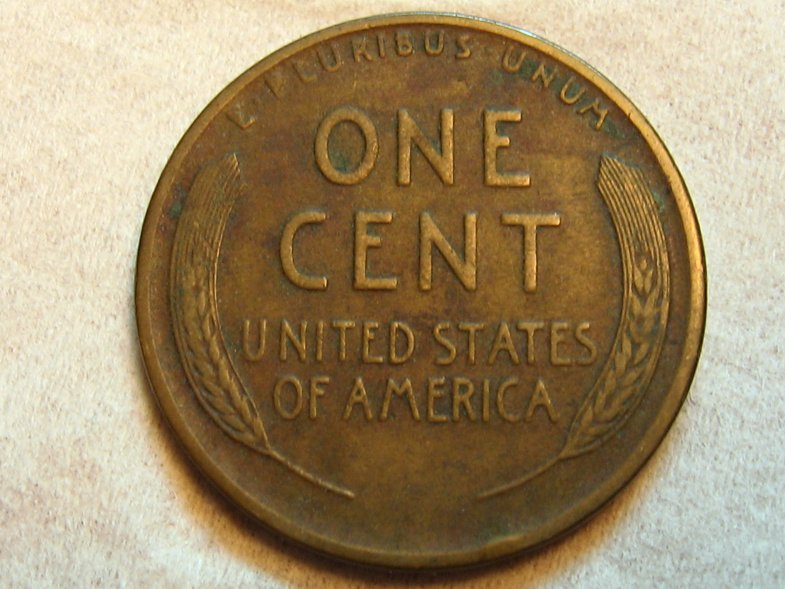 E PLURIBUS UNUM
ONE
CENT
UNITED STATES
OF AMERICA